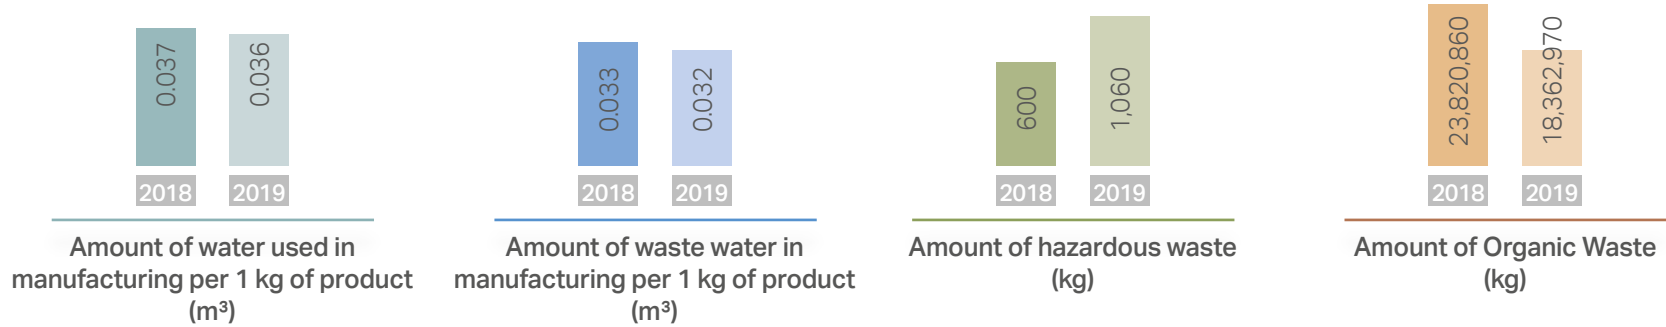 0.037
0.036
2018
2019
Amount of water used in
manufacturing per 1 kg of product
(m³)
0.033
0.032
2018
2019
Amount of waste water in
manufacturing per 1 kg of product
(m³)
600
1,060
2018
2019
Amount of hazardous waste
(kg)
23,820,860
18,362,970
2018
2019
Amount of Organic Waste
(kg)